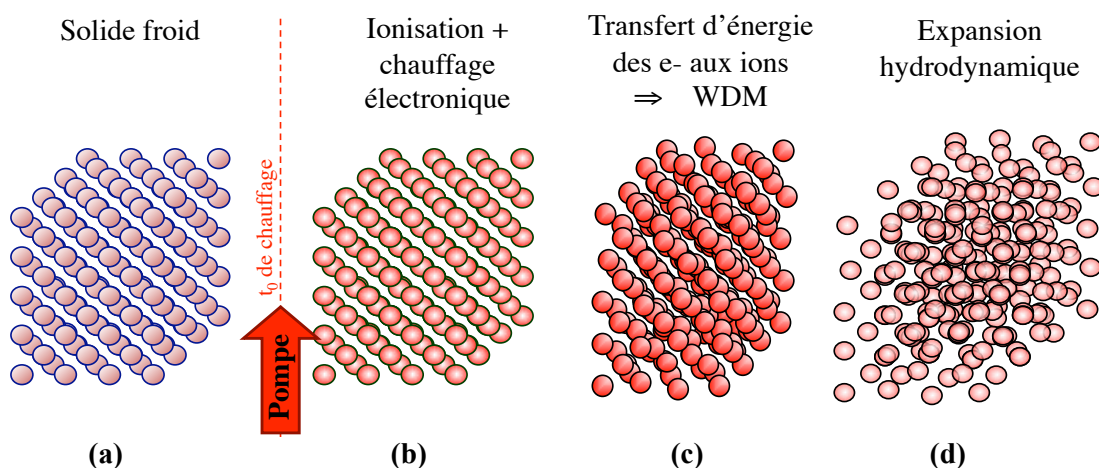 Solide froid
Ionisation +
chauffage
électronique
Transfert d'énergie
des e- aux ions
⇒ WDM
Expansion
hydrodynamique
t₀ de chauffage
Pompe
(a)
(b)
(c)
(d)